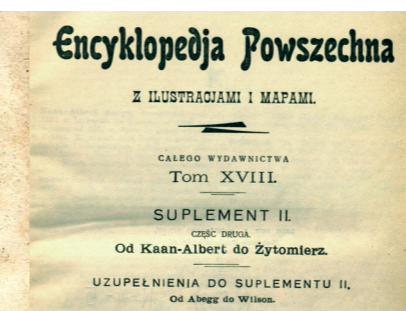 Encyklopedja Powszechna
Z ILUSTRACJAMI I MAPAMI.
CAŁEGO WYDAWNICTWA
Tom XVIII.
SUPLEMENT II.
CZĘŚĆ DRUGA.
Od Kaan-Albert do Żytomierz.
UZUPEŁNIENIA DO SUPLEMENTU II,
Od Abegg do Wilson.